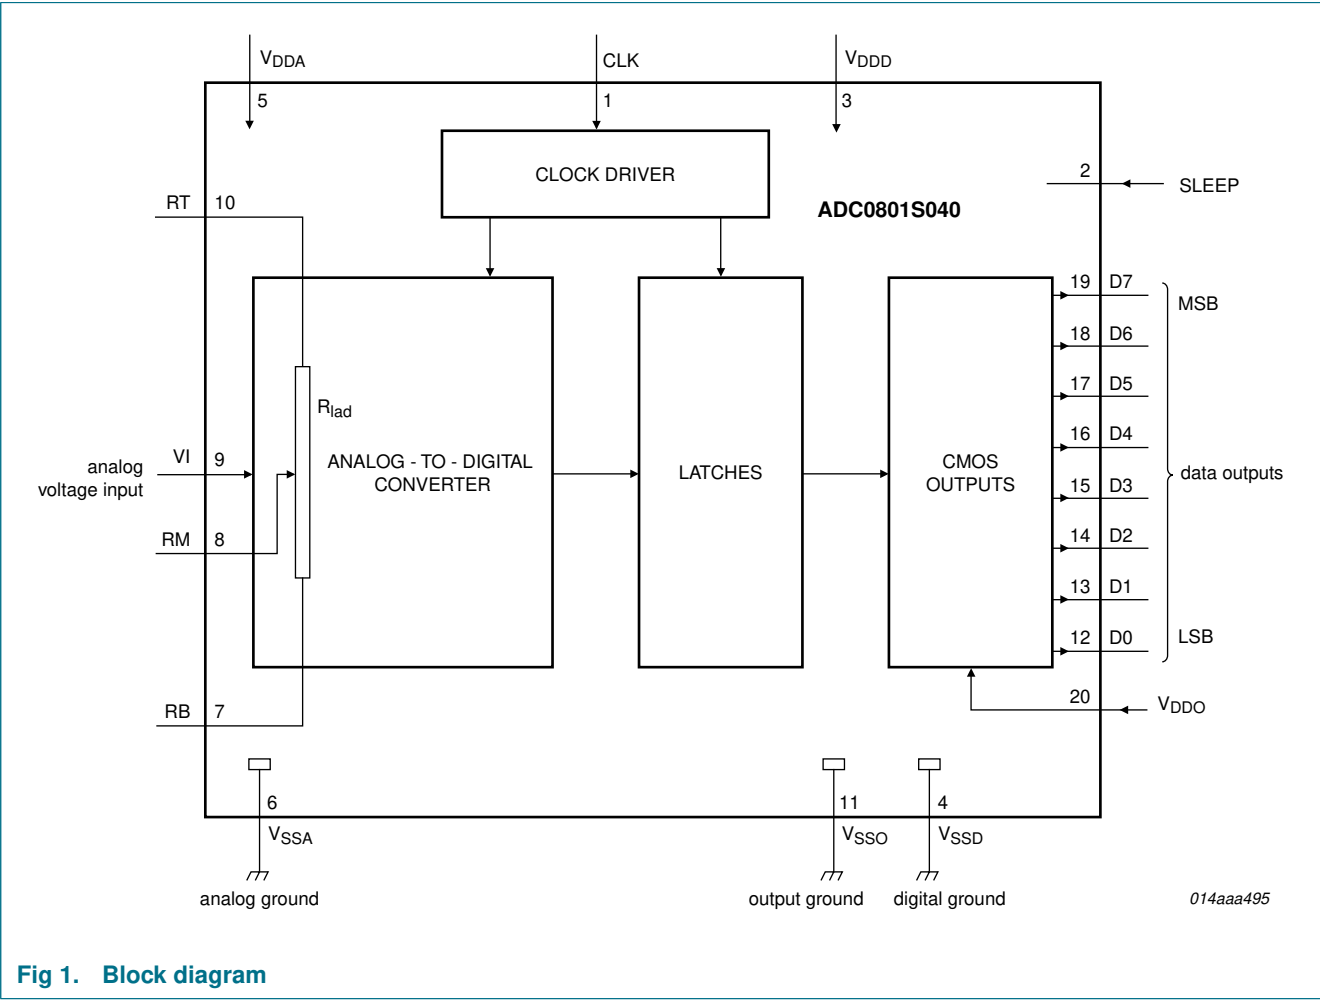 VDDA
CLK
VDDD
5
1
3
CLOCK DRIVER
2
SLEEP
RT
10
ADC0801S040
19
D7
MSB
18
D6
17
D5
Rlad
16
D4
VI
9
analog
voltage input
ANALOG - TO - DIGITAL
CONVERTER
LATCHES
CMOS
OUTPUTS
data outputs
15
D3
RM
8
14
D2
13
D1
12
D0
LSB
RB
7
20
VDDO
6
11
4
VSSA
VSSO
VSSD
analog ground
output ground
digital ground
014aaa495
Fig 1. Block diagram